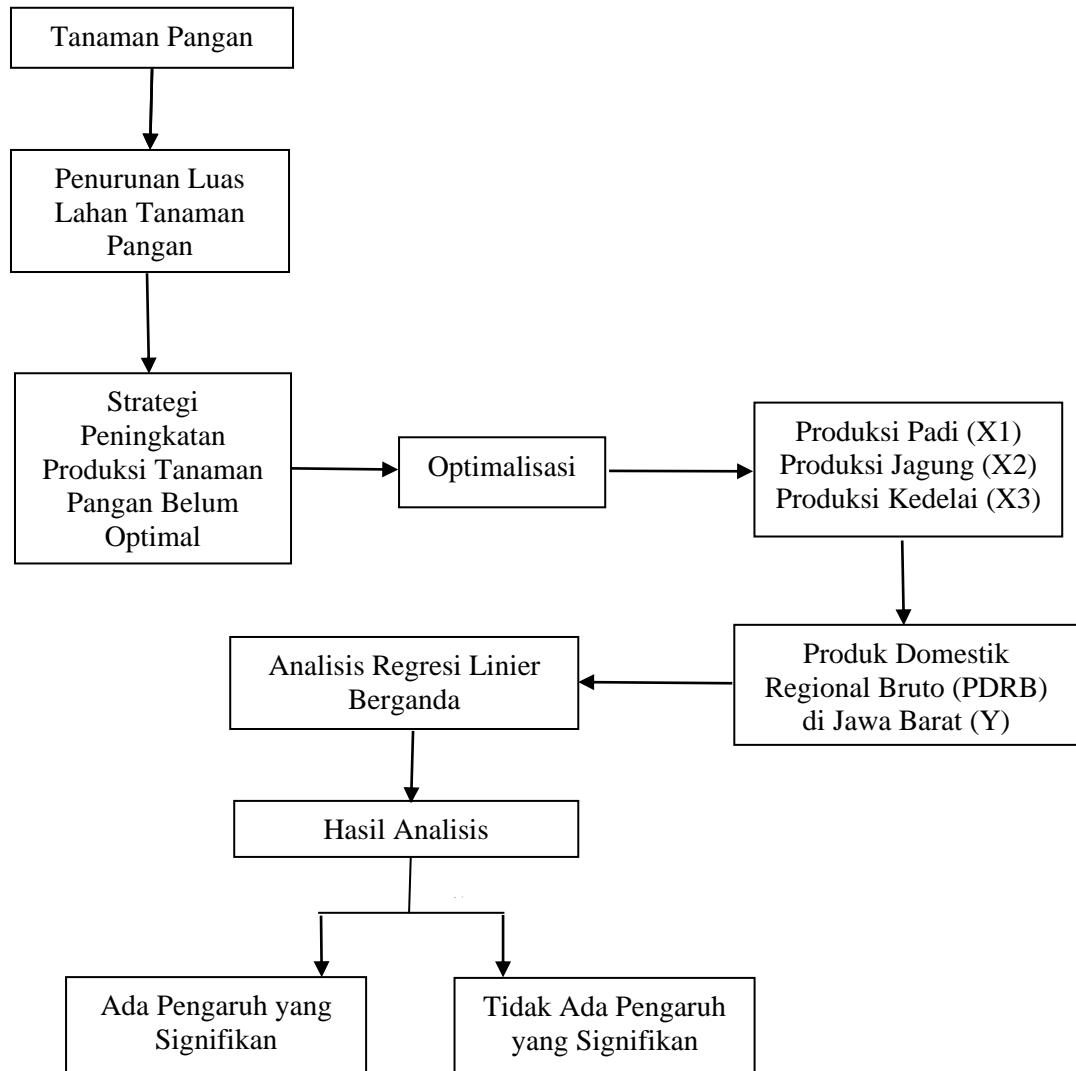 Tanaman Pangan
Penurunan Luas
Lahan Tanaman
Pangan
Strategi
Peningkatan
Produksi Tanaman
Pangan Belum
Optimal
Optimalisasi
Produksi Padi (X1)
Produksi Jagung (X2)
Produksi Kedelai (X3)
Produk Domestik
Regional Bruto (PDRB)
di Jawa Barat (Y)
Analisis Regresi Linier
Berganda
Hasil Analisis
Ada Pengaruh yang
Signifikan
Tidak Ada Pengaruh
yang Signifikan